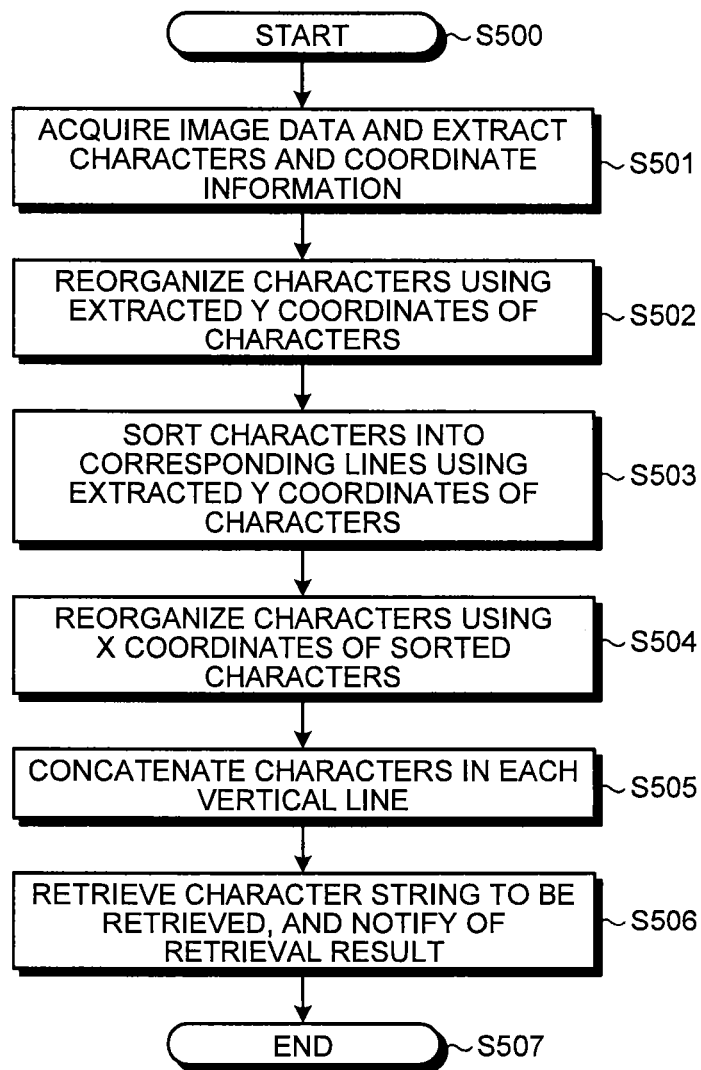 START
S500
ACQUIRE IMAGE DATA AND EXTRACT
CHARACTERS AND COORDINATE
INFORMATION
S501
REORGANIZE CHARACTERS USING
EXTRACTED Y COORDINATES OF
CHARACTERS
S502
SORT CHARACTERS INTO
CORRESPONDING LINES USING
EXTRACTED Y COORDINATES OF
CHARACTERS
S503
REORGANIZE CHARACTERS USING
X COORDINATES OF SORTED
CHARACTERS
S504
CONCATENATE CHARACTERS IN EACH
VERTICAL LINE
S505
RETRIEVE CHARACTER STRING TO BE
RETRIEVED, AND NOTIFY OF
RETRIEVAL RESULT
S506
END
S507